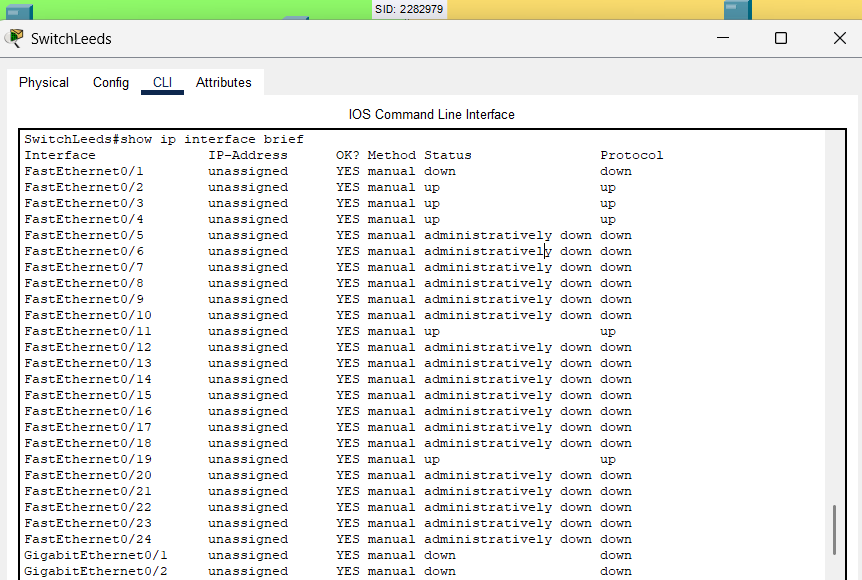 SID: 2282979
SwitchLeeds
Physical Config CLI Attributes
IOS Command Line Interface
SwitchLeeds#show ip interface brief
Interface IP-Address OK? Method Status Protocol
FastEthernet0/1 unassigned YES manual down down
FastEthernet0/2 unassigned YES manual up up
FastEthernet0/3 unassigned YES manual up up
FastEthernet0/4 unassigned YES manual up up
FastEthernet0/5 unassigned YES manual administratively down down
FastEthernet0/6 unassigned YES manual administratively down down
FastEthernet0/7 unassigned YES manual administratively down down
FastEthernet0/8 unassigned YES manual administratively down down
FastEthernet0/9 unassigned YES manual administratively down down
FastEthernet0/10 unassigned YES manual administratively down down
FastEthernet0/11 unassigned YES manual up up
FastEthernet0/12 unassigned YES manual administratively down down
FastEthernet0/13 unassigned YES manual administratively down down
FastEthernet0/14 unassigned YES manual administratively down down
FastEthernet0/15 unassigned YES manual administratively down down
FastEthernet0/16 unassigned YES manual administratively down down
FastEthernet0/17 unassigned YES manual administratively down down
FastEthernet0/18 unassigned YES manual administratively down down
FastEthernet0/19 unassigned YES manual up up
FastEthernet0/20 unassigned YES manual administratively down down
FastEthernet0/21 unassigned YES manual administratively down down
FastEthernet0/22 unassigned YES manual administratively down down
FastEthernet0/23 unassigned YES manual administratively down down
FastEthernet0/24 unassigned YES manual administratively down down
GigabitEthernet0/1 unassigned YES manual down down
GigabitEthernet0/2 unassigned YES manual down down